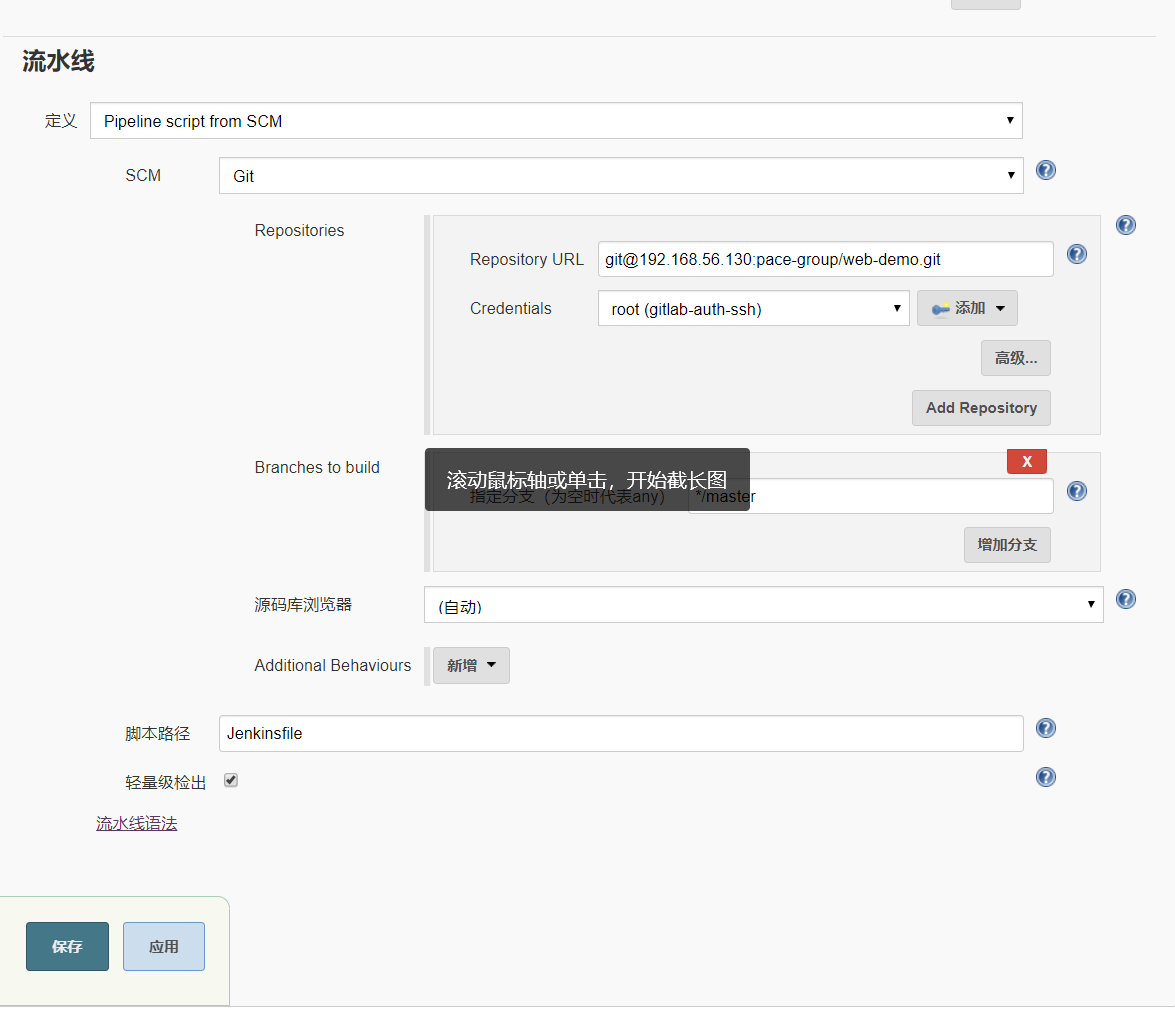 流水线
定义 Pipeline script from SCM
SCM Git
Repositories
Repository URL git@192.168.56.130:pace-group/web-demo.git
Credentials root (gitlab-auth-ssh) 添加
高级...
Add Repository
Branches to build
X
滚动鼠标轴或单击，开始截长图
指定分支（为空时代表any） */master
增加分支
源码库浏览器 (自动)
Additional Behaviours 新增
脚本路径 Jenkinsfile
轻量级检出
流水线语法
保存 应用